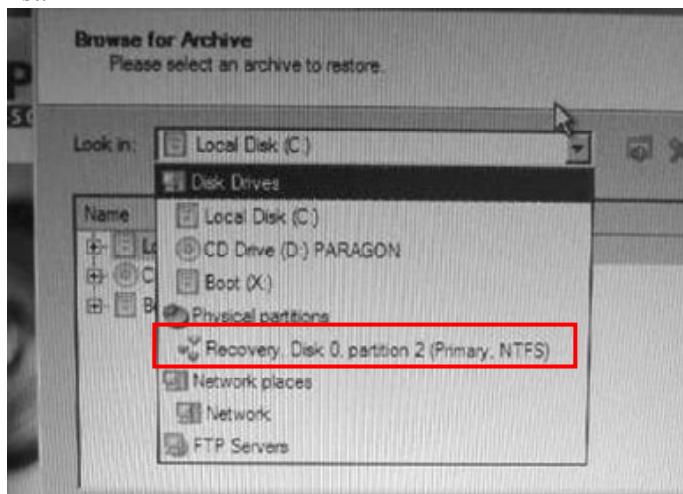 Browse for Archive
Please select an archive to restore.
P
Look in: Local Disk (C:)
Disk Drives
Name
Local Disk (C:)
CD Drive (D:) PARAGON
Boot (X:)
Physical partitions
Recovery, Disk 0, partition 2 (Primary, NTFS)
Network places
Network
FTP Servers